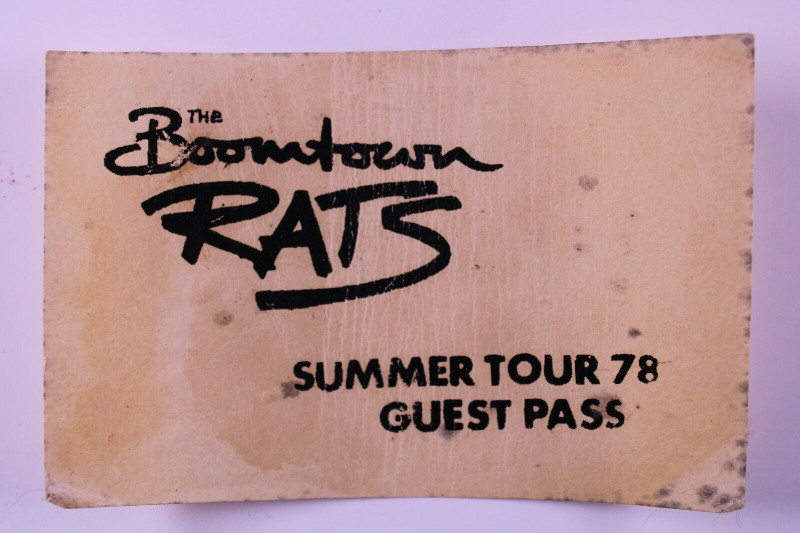 THE
Boomtown
RATS
SUMMER TOUR 78
GUEST PASS